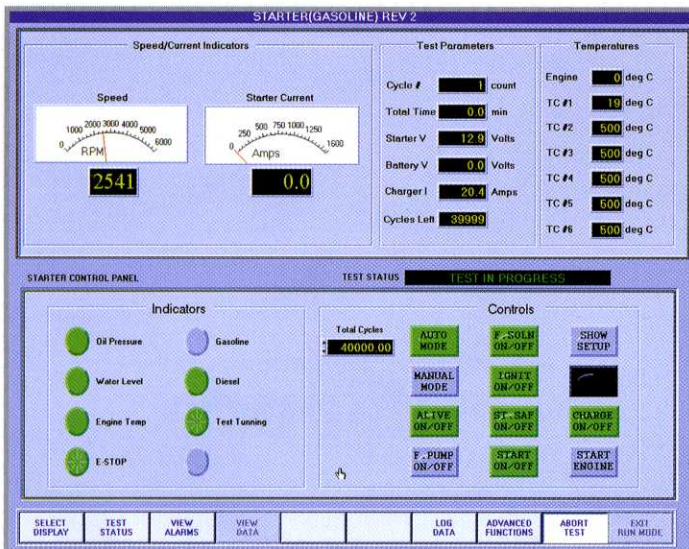 STARTER(GASOLINE) REV 2
Speed/Current Indicators
Speed
0 1000 2000 3000 4000 5000 6000
RPM
2541
Starter Current
0 250 500 750 1000 1250 1600
Amps
0.0
Test Parameters
Cyclo # 1 count
Total Time 0.0 min
Starter V 12.9 Volts
Battery V 0.0 Volts
Charger I 20.4 Amps
Cycles Left 39999
Temperatures
Engine 0 deg C
TC #1 19 deg C
TC #2 500 deg C
TC #3 500 deg C
TC #4 500 deg C
TC #5 500 deg C
TC #6 500 deg C
STARTER CONTROL PANEL
TEST STATUS TEST IN PROGRESS
Indicators
Oil Pressure Gasoline
Water Level Diesel
Engine Temp Test Tunning
E-STOP
Controls
Total Cycles
40000.00
AUTO MODE
F.SOLN ON/OFF
SHOW SETUP
MANUAL MODE
IGNIT ON/OFF
ALIVE ON/OFF
ST.SAF ON/OFF
CHARGE ON/OFF
F.PUMP ON/OFF
START ON/OFF
START ENGINE
SELECT DISPLAY
TEST STATUS
VIEW ALARMS
VIEW DATA
LOG DATA
ADVANCED FUNCTIONS
ABORT TEST
EXIT RUN MODE